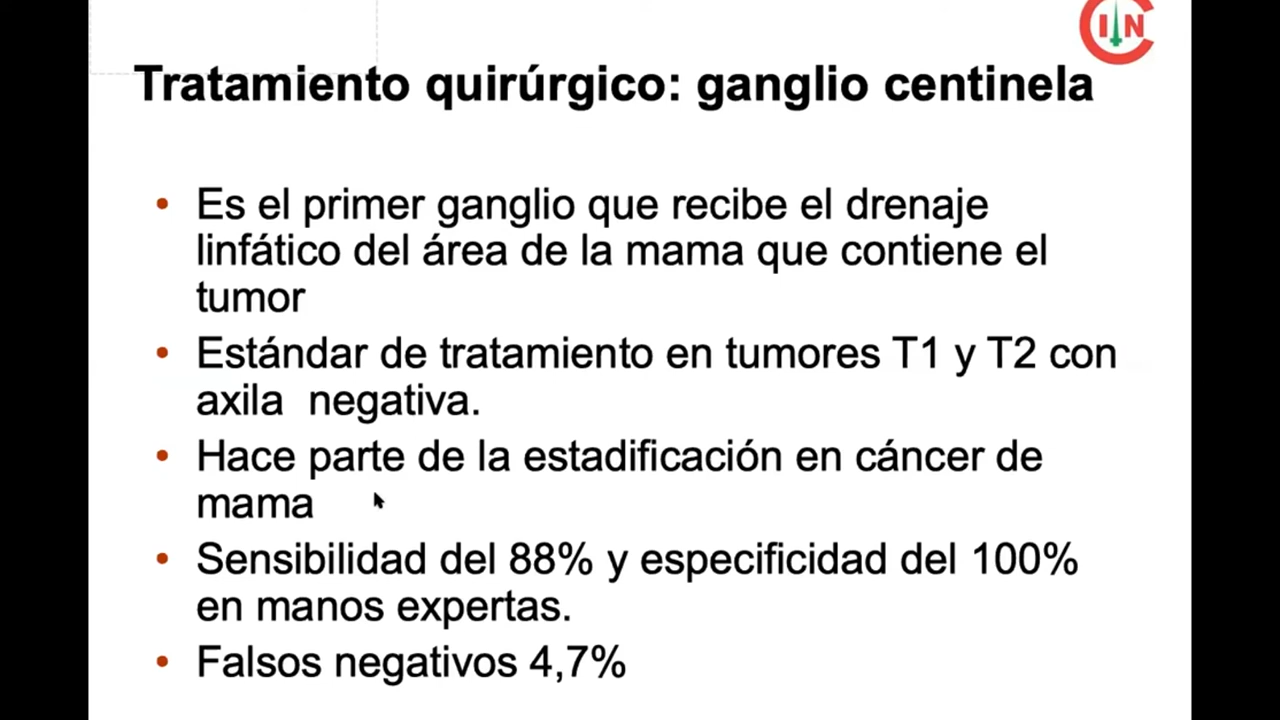 Tratamiento quirúrgico: ganglio centinela
• Es el primer ganglio que recibe el drenaje
linfático del área de la mama que contiene el
tumor
• Estándar de tratamiento en tumores T1 y T2 con
axila negativa.
• Hace parte de la estadificación en cáncer de
mama
• Sensibilidad del 88% y especificidad del 100%
en manos expertas.
• Falsos negativos 4,7%